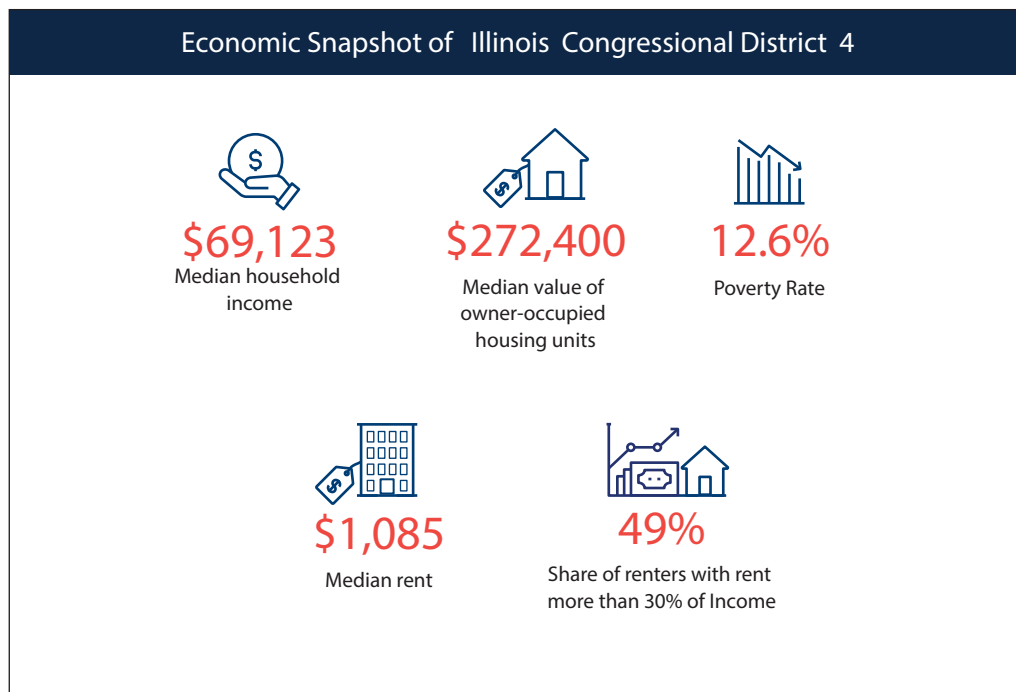 Economic Snapshot of Illinois Congressional District 4
$
$69,123
Median household
income
$
$272,400
Median value of
owner-occupied
housing units
12.6%
Poverty Rate
$
$1,085
Median rent
49%
Share of renters with rent
more than 30% of Income